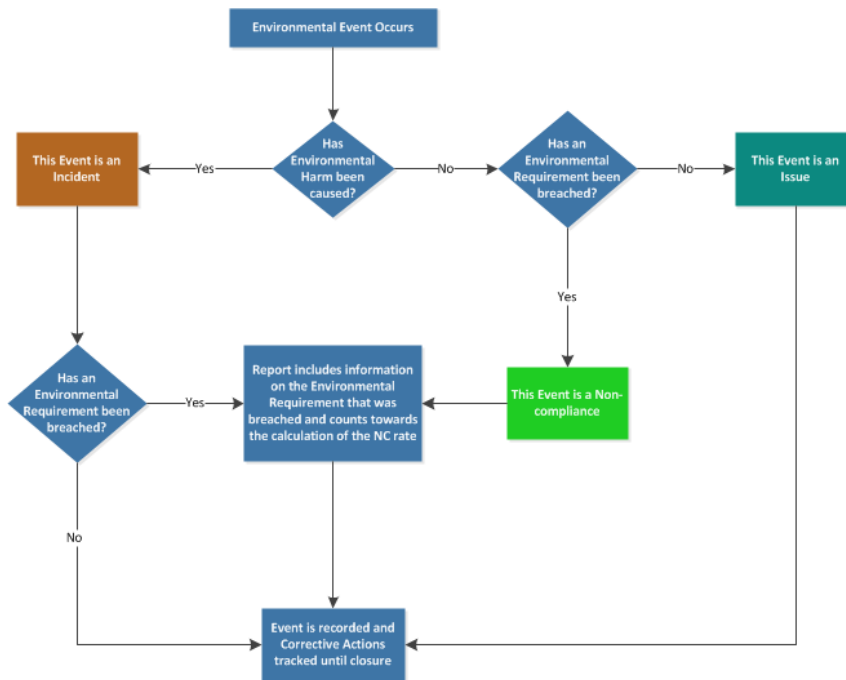 Environmental Event Occurs
This Event is an
Incident
Yes
Has
Environmental
Harm been
caused?
No
Has an
Environmental
Requirement been
breached?
No
This Event is an
Issue
Yes
Has an
Environmental
Requirement been
breached?
Yes
Report includes information
on the Environmental
Requirement that was
breached and counts towards
the calculation of the NC rate
This Event is a Non-
compliance
No
Event is recorded and
Corrective Actions
tracked until closure